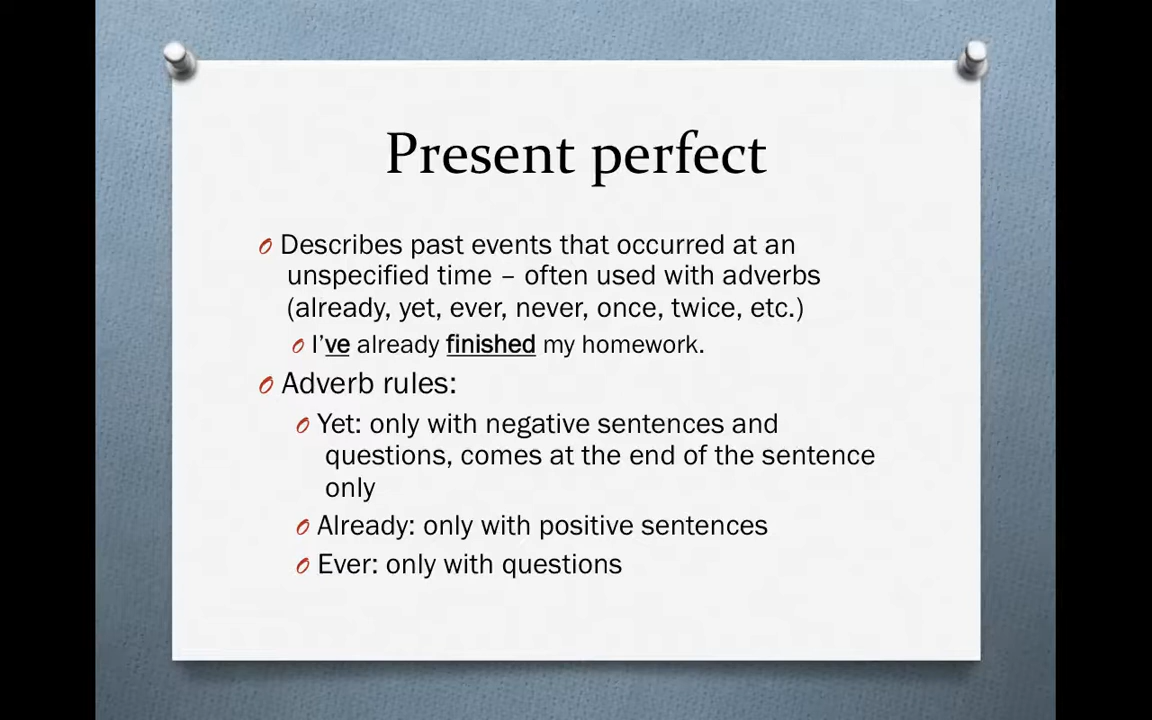 Present perfect
Describes past events that occurred at an
unspecified time – often used with adverbs
(already, yet, ever, never, once, twice, etc.)
I've already finished my homework.
Adverb rules:
Yet: only with negative sentences and
questions, comes at the end of the sentence
only
Already: only with positive sentences
Ever: only with questions